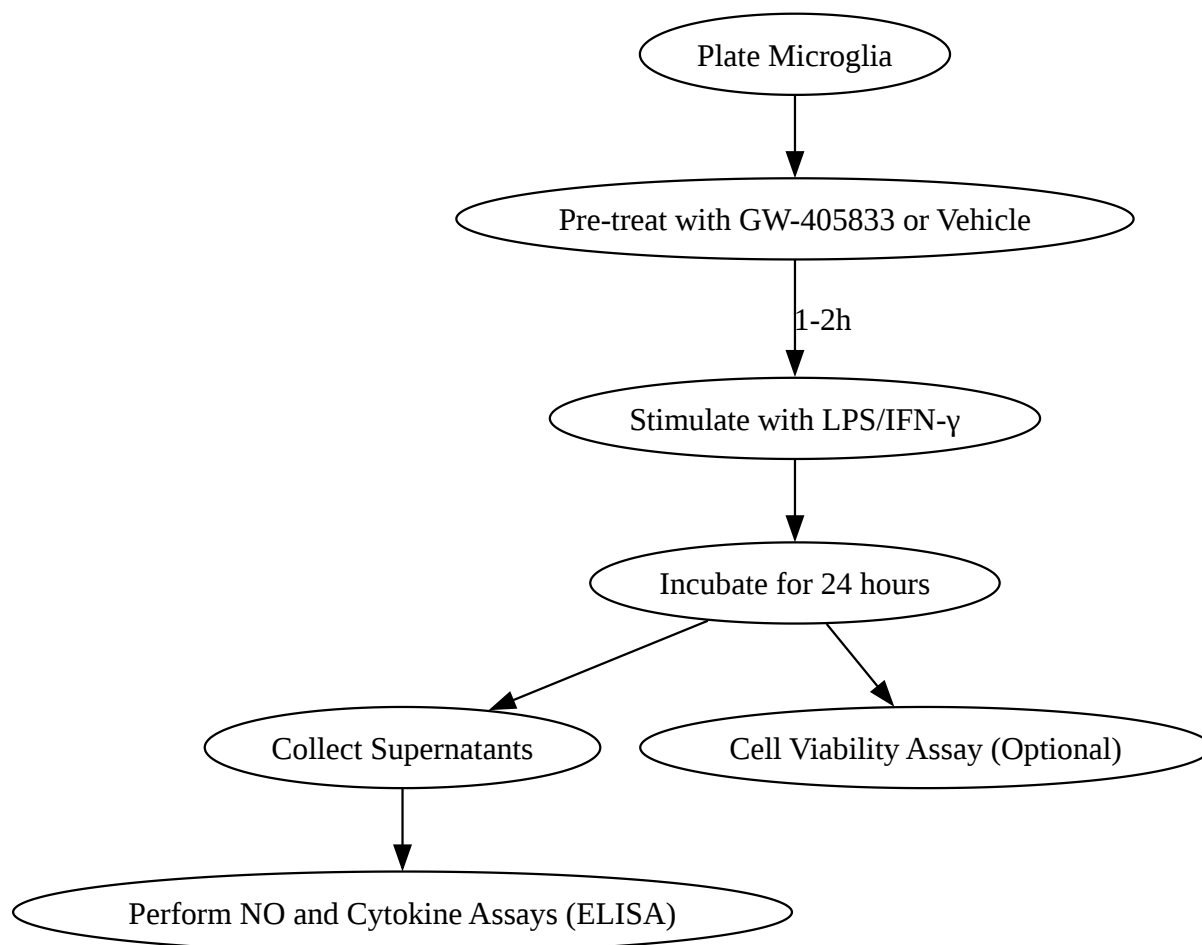 Plate Microglia
Pre-treat with GW-405833 or Vehicle
1-2h
Stimulate with LPS/IFN-γ
Incubate for 24 hours
Collect Supernatants
Cell Viability Assay (Optional)
Perform NO and Cytokine Assays (ELISA)